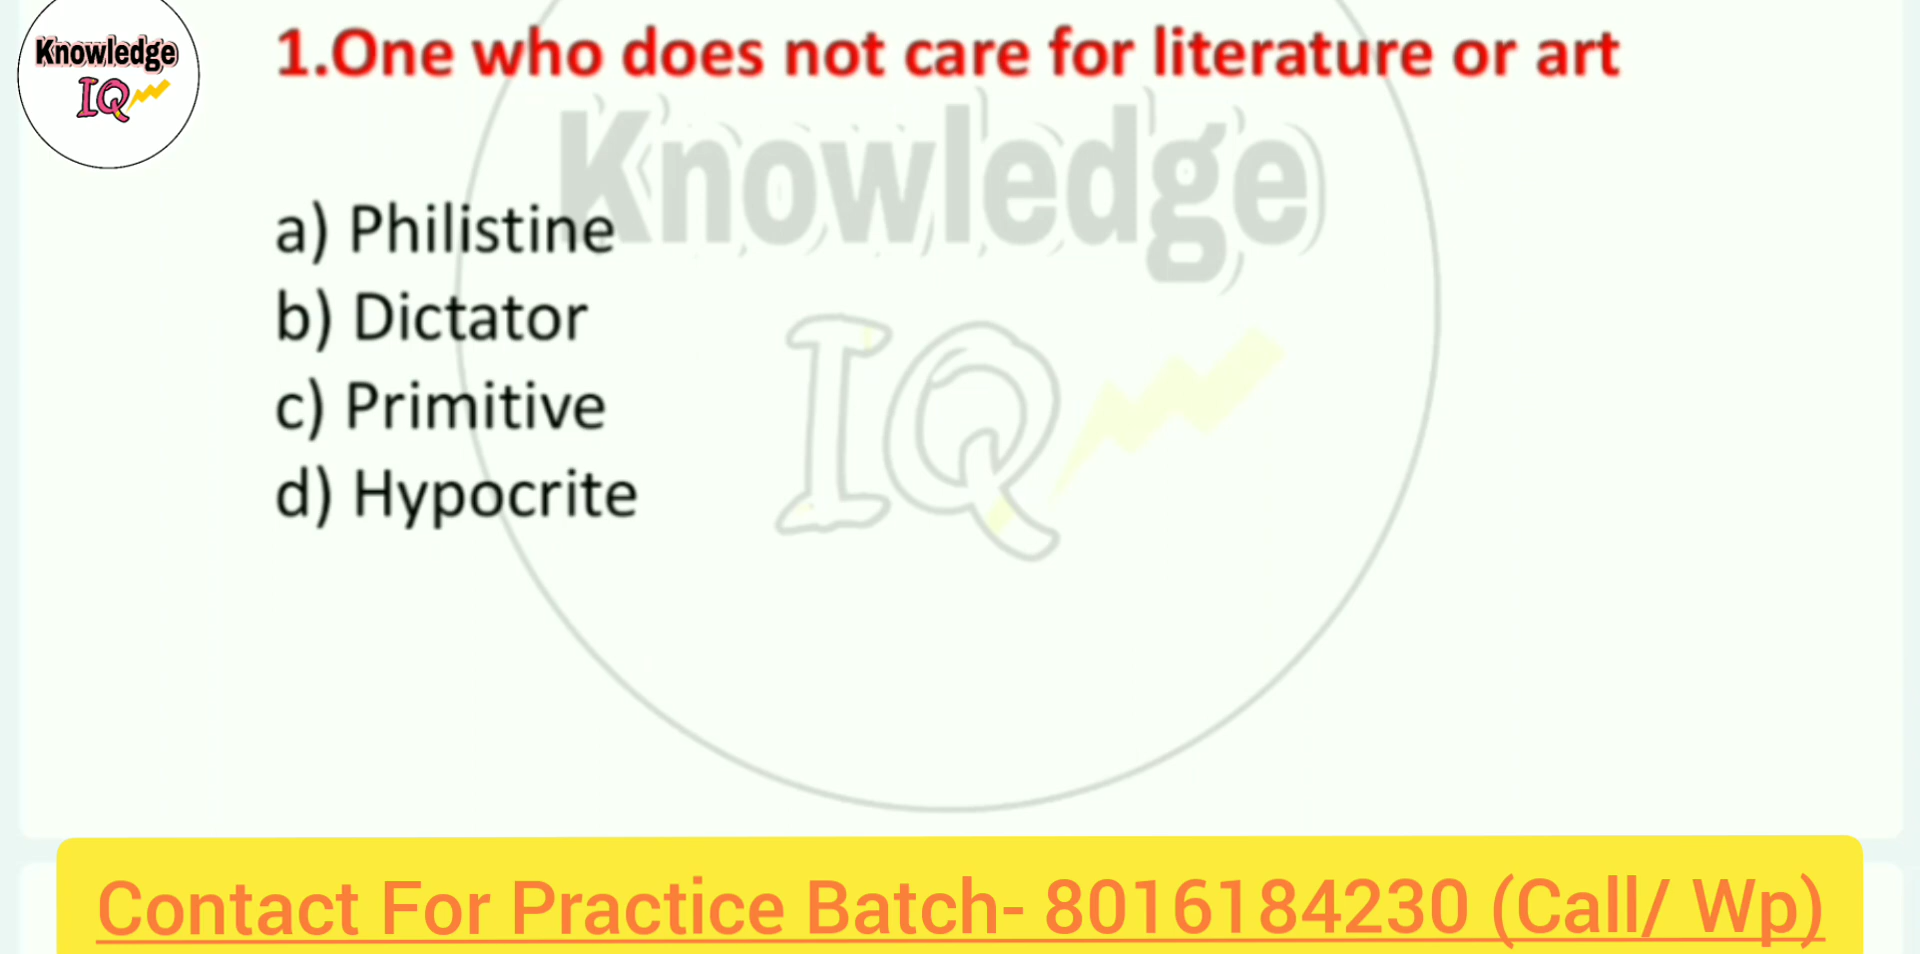 Knowledge
IQ
1.One who does not care for literature or art
Knowledge
IQ
a) Philistine
b) Dictator
c) Primitive
d) Hypocrite
Contact For Practice Batch- 8016184230 (Call/ Wp)